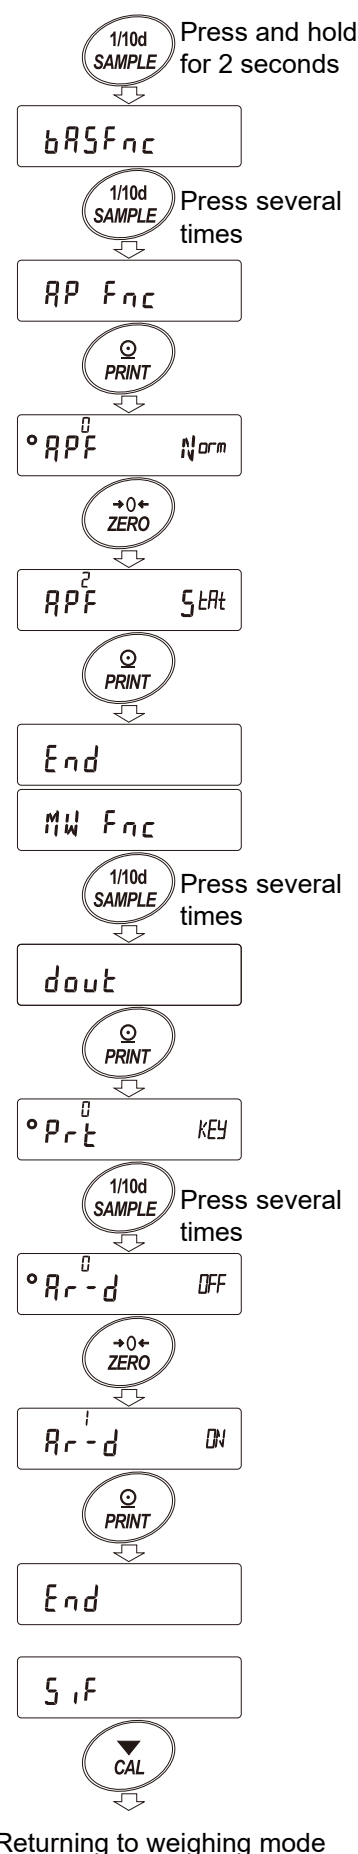 1/10d
SAMPLE
Press and hold
for 2 seconds
bASFnc
1/10d
SAMPLE
Press several
times
AP Fnc
PRINT
0
APF Norm
→0←
ZERO
2
APF StAt
PRINT
End
MW Fnc
1/10d
SAMPLE
Press several
times
dout
PRINT
0
Prt KEY
1/10d
SAMPLE
Press several
times
0
Ar-d OFF
→0←
ZERO
1
Ar-d ON
PRINT
End
SiF
CAL
Returning to weighing mode